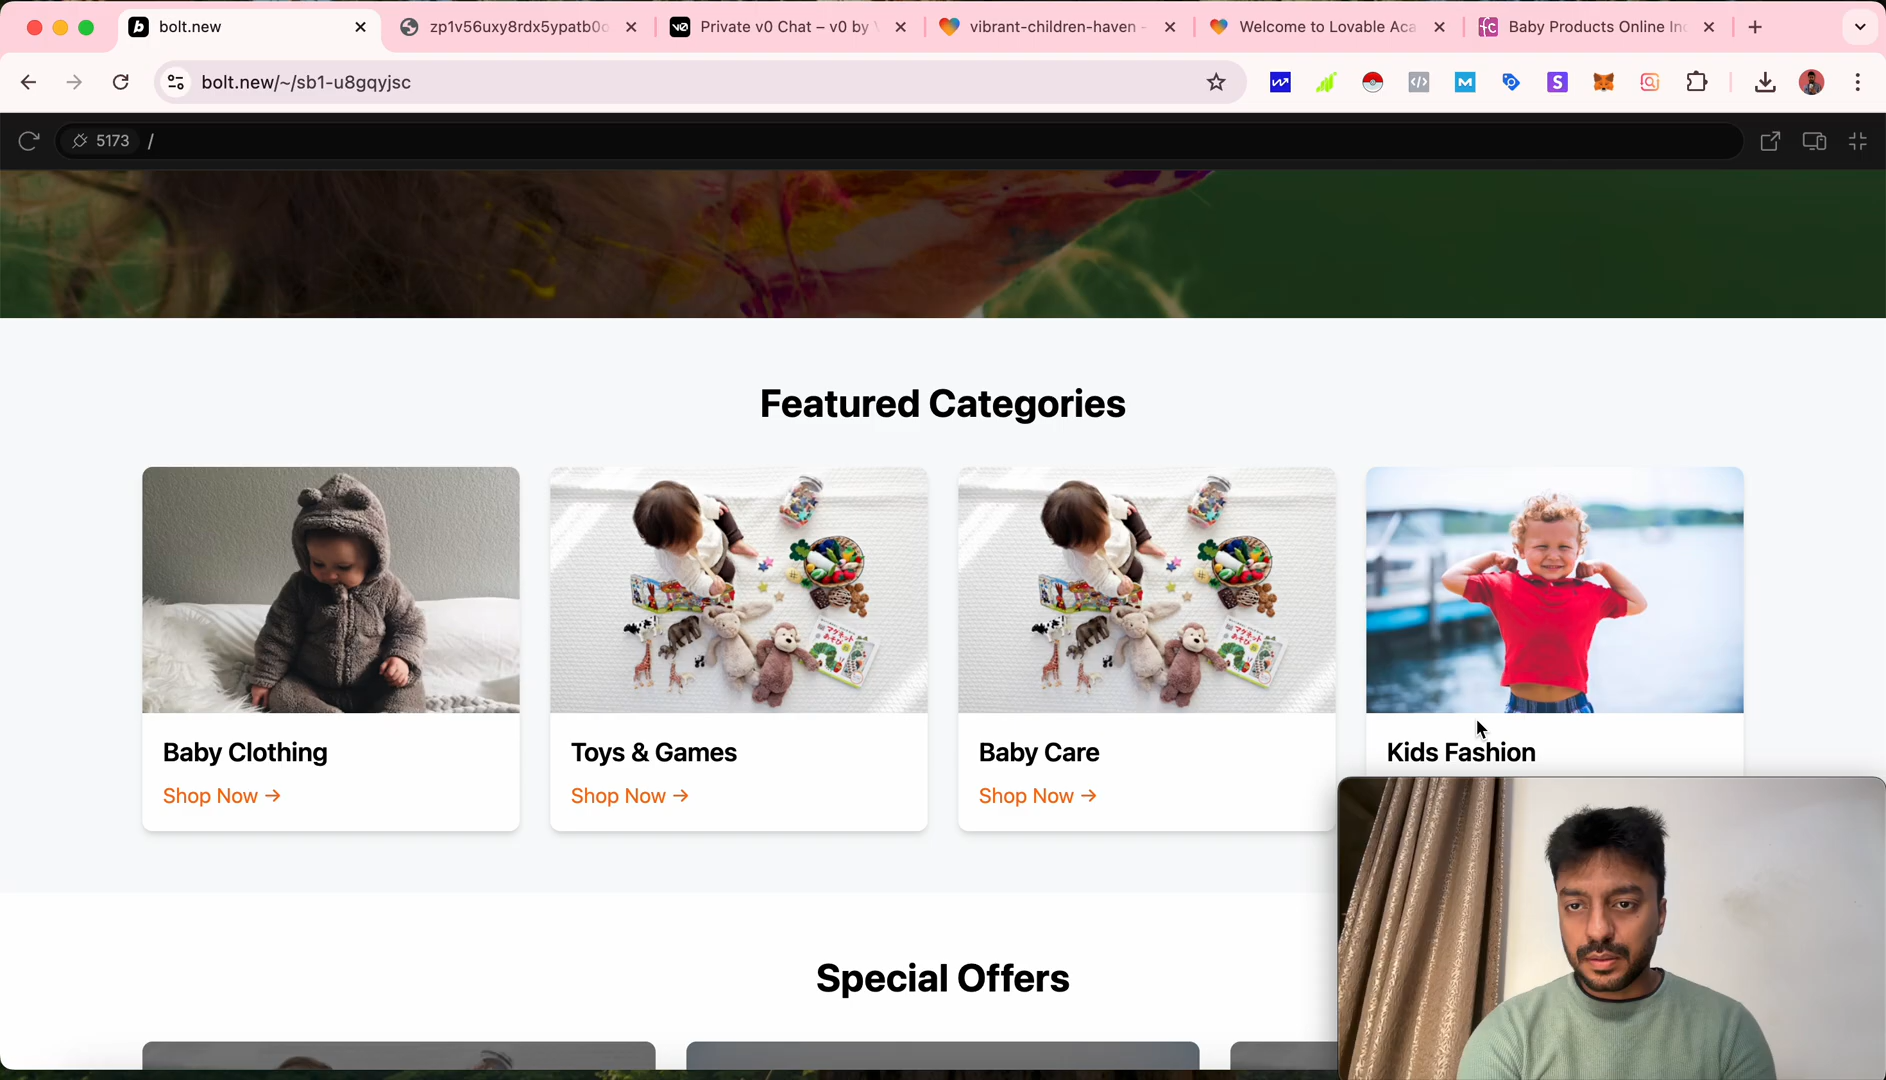 bolt.new
zp1v56uxy8rdx5ypatb0
Private v0 Chat – v0 by
vibrant-children-haven -
Welcome to Lovable Aca
Baby Products Online In
bolt.new/~/sb1-u8gqyjsc
5173 /
Featured Categories
Baby Clothing
Toys & Games
Baby Care
Kids Fashion
Shop Now →
Shop Now →
Shop Now →
Special Offers